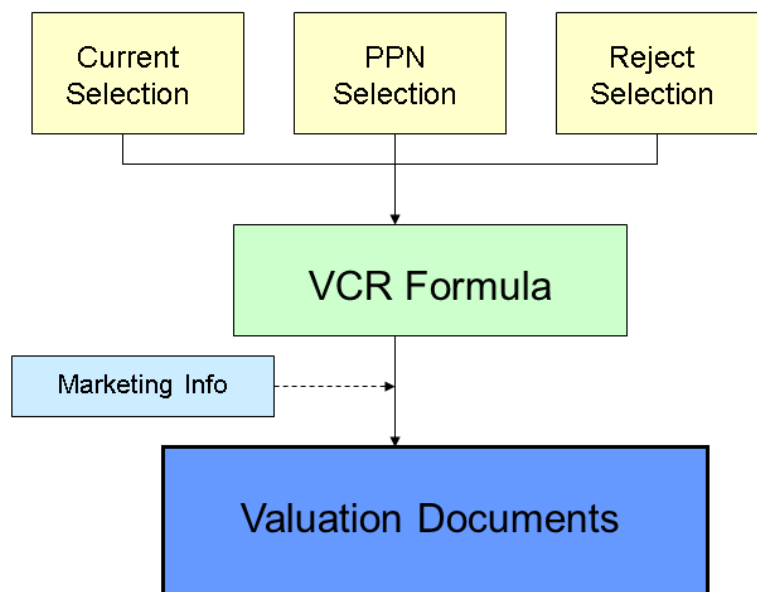 Current
Selection
PPN
Selection
Reject
Selection
VCR Formula
Marketing Info
Valuation Documents